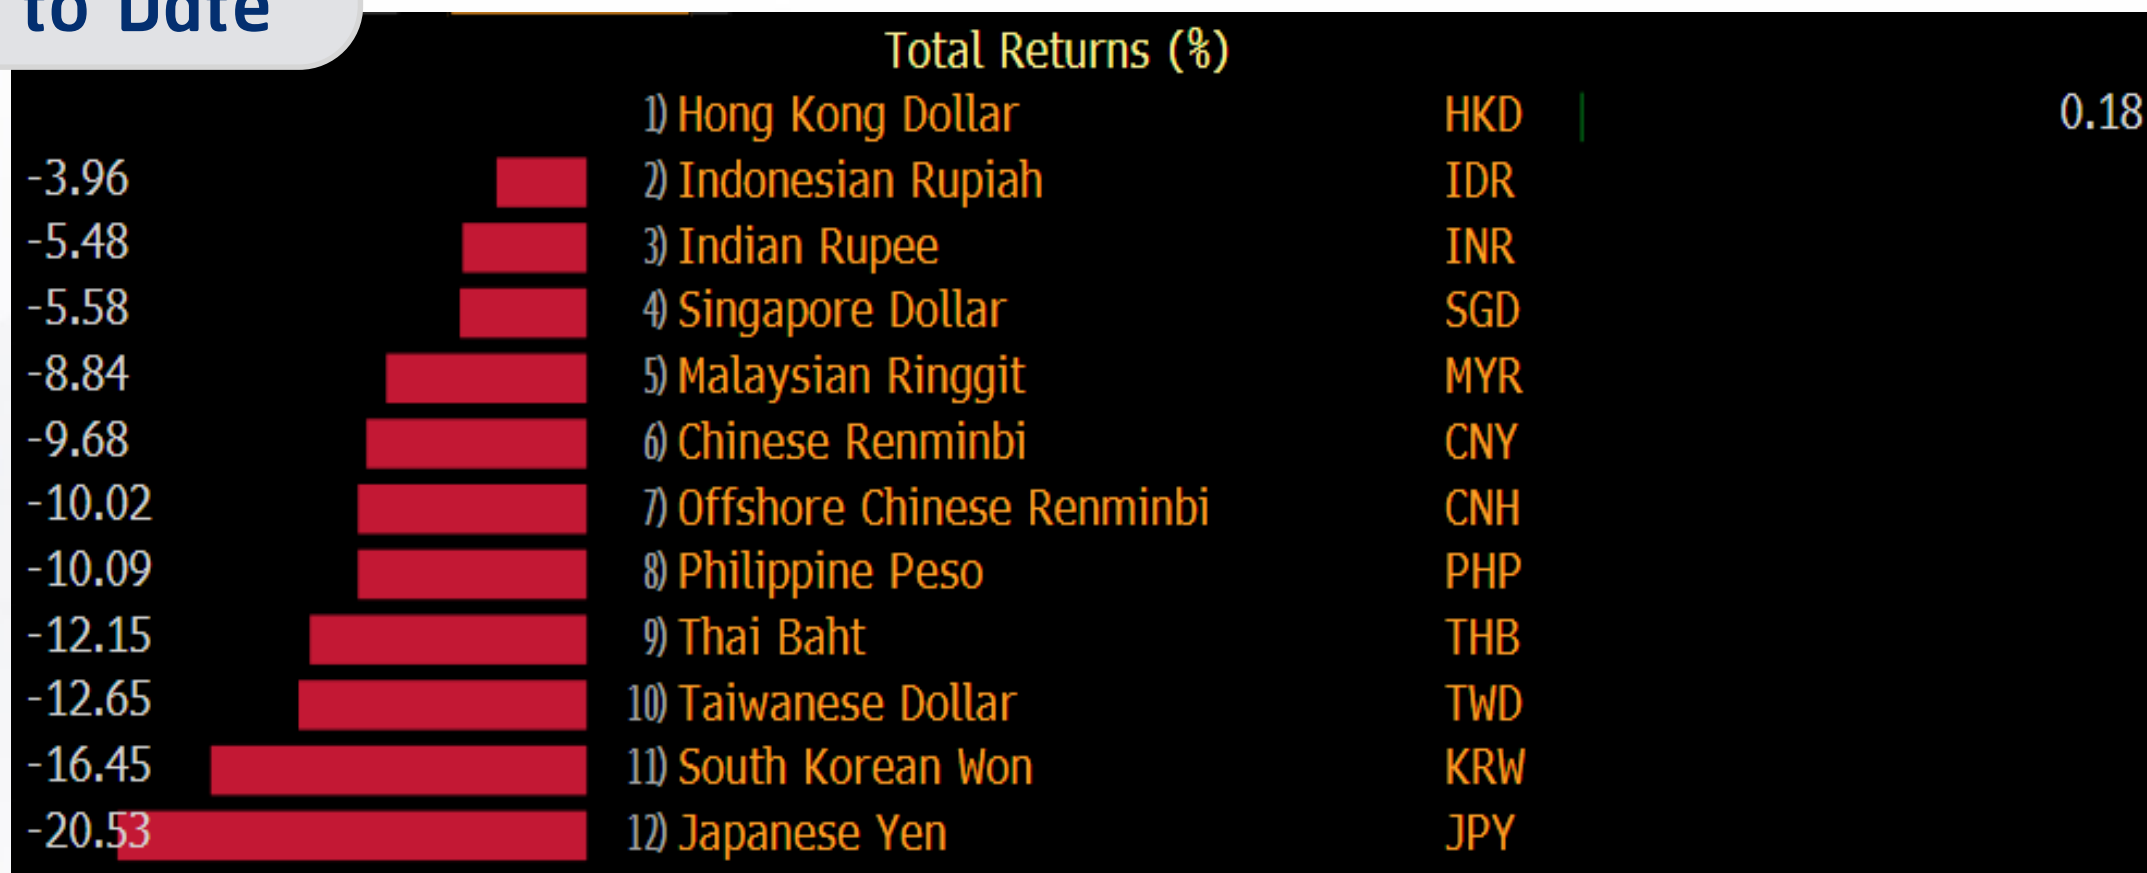 to Date
Total Returns (%)
1) Hong Kong Dollar HKD 0.18
-3.96 2) Indonesian Rupiah IDR
-5.48 3) Indian Rupee INR
-5.58 4) Singapore Dollar SGD
-8.84 5) Malaysian Ringgit MYR
-9.68 6) Chinese Renminbi CNY
-10.02 7) Offshore Chinese Renminbi CNH
-10.09 8) Philippine Peso PHP
-12.15 9) Thai Baht THB
-12.65 10) Taiwanese Dollar TWD
-16.45 11) South Korean Won KRW
-20.53 12) Japanese Yen JPY